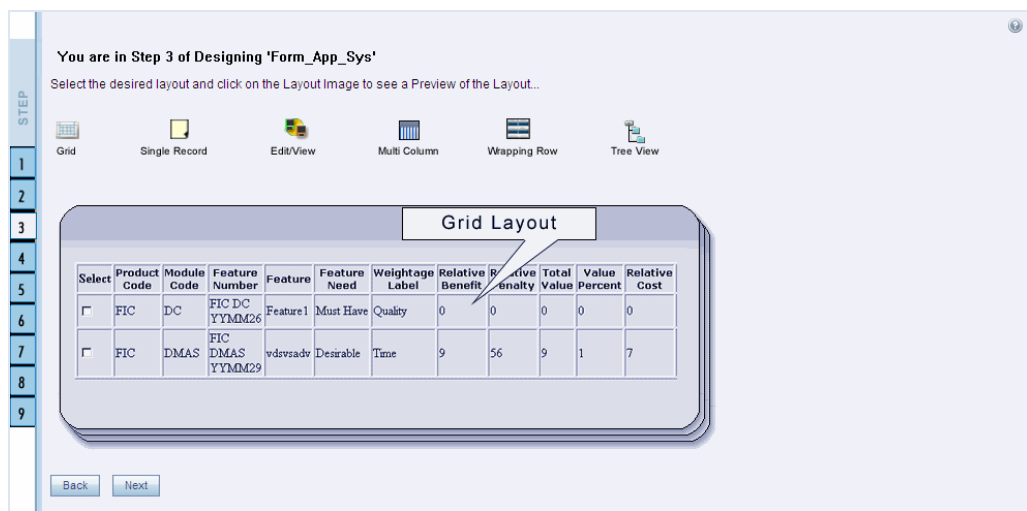 You are in Step 3 of Designing 'Form_App_Sys'
Select the desired layout and click on the Layout Image to see a Preview of the Layout...
STEP
1
2
3
4
5
6
7
8
9
Grid Single Record Edit/View Multi Column Wrapping Row Tree View
Grid Layout
Select Product Code Module Code Feature Number Feature Feature Need Weightage Label Relative Benefit Total Value Value Percent Relative Cost
FIC DC FIC DC YYMM26 Feature1 Must Have Quality 0 0 0 0 0
FIC DMAS FIC DMAS YYMM29 vdsvsadv Desirable Time 9 56 9 1 7
Back Next